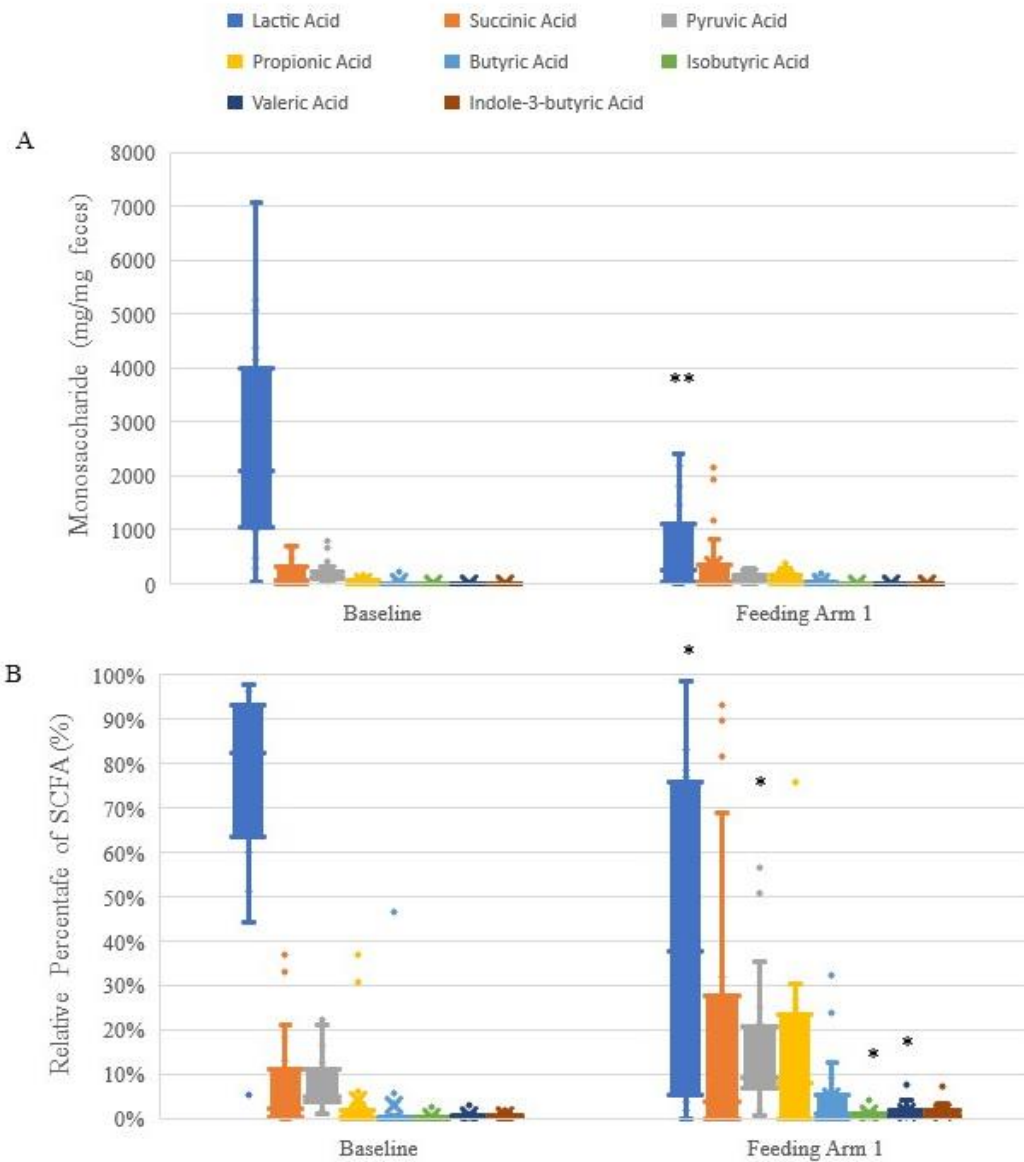 Lactic Acid Succinic Acid Pyruvic Acid
Propionic Acid Butyric Acid Isobutyric Acid
Valeric Acid Indole-3-butyric Acid
A
Monosaccharide (mg/mg feces)
8000
7000
6000
5000
4000
3000
2000
1000
0
**
Baseline Feeding Arm 1
B
Relative Percentafe of SCFA (%)
100%
90%
80%
70%
60%
50%
40%
30%
20%
10%
0%
*
*
*
*
Baseline Feeding Arm 1